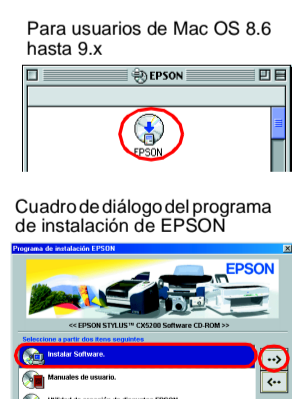 Para usuarios de Mac OS 8.6
hasta 9.x
EPSON
EPSON
Cuadro de diálogo del programa
de instalación de EPSON
Programa de instalación EPSON
EPSON
<< EPSON STYLUS™ CX5200 Software CD-ROM >>
Seleccione a partir dos itens seguintes
Instalar Software.
-->
Manuales de usuario.
<--